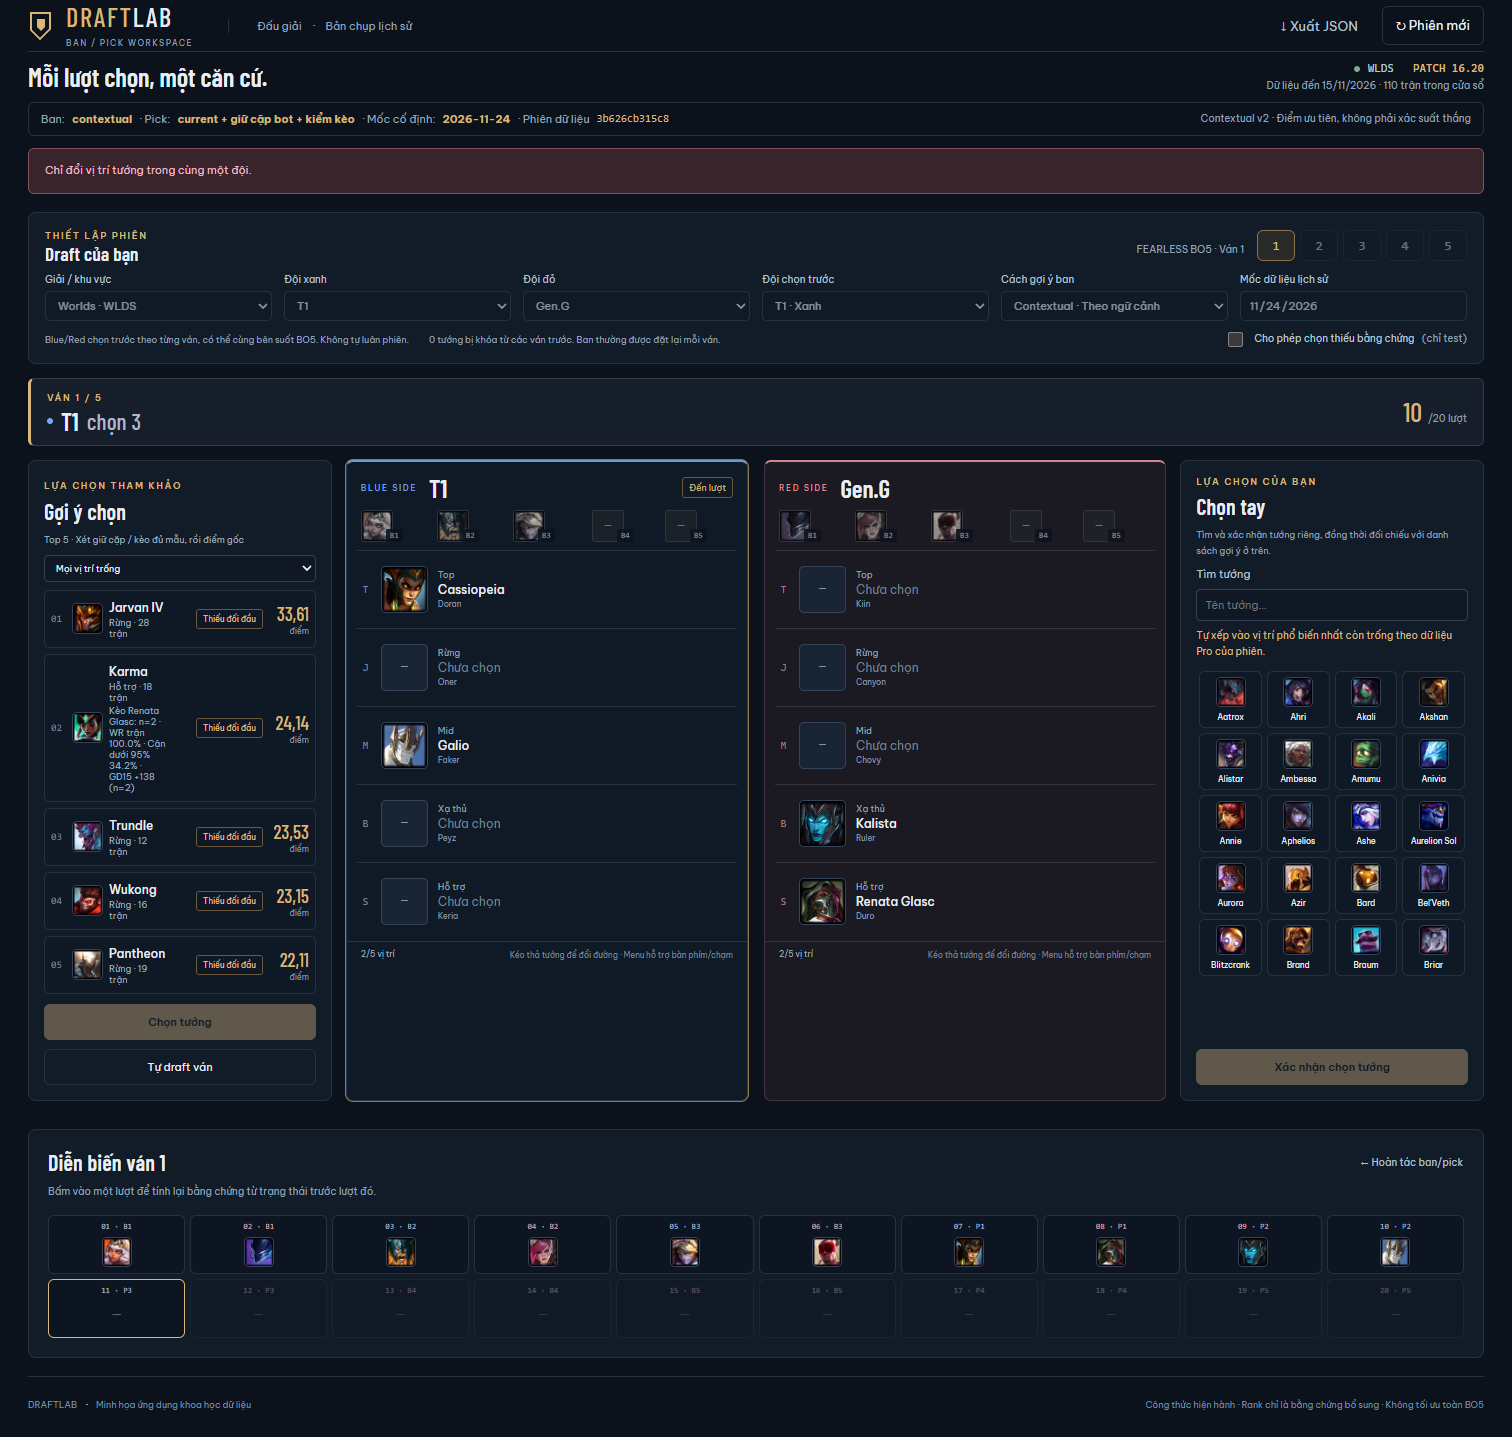 DRAFTLAB
BAN / PICK WORKSPACE
Đấu giải · Bản chụp lịch sử
↓ Xuất JSON
↻ Phiên mới
Mỗi lượt chọn, một căn cứ.
WLDS PATCH 16.20
Dữ liệu đến 15/11/2026 · 110 trận trong cửa sổ
Ban: contextual · Pick: current + giữ cặp bot + kiểm kèo · Mốc cố định: 2026-11-24 · Phiên dữ liệu 3b626cb315c8
Contextual v2 · Điểm ưu tiên, không phải xác suất thắng
Chỉ đổi vị trí tướng trong cùng một đội.
THIẾT LẬP PHIÊN
Draft của bạn
FEARLESS BO5 · Ván 1
1 2 3 4 5
Giải / khu vực
Worlds · WLDS
Đội xanh
T1
Đội đỏ
Gen.G
Đội chọn trước
T1 · Xanh
Cách gợi ý ban
Contextual · Theo ngữ cảnh
Mốc dữ liệu lịch sử
11/24/2026
Blue/Red chọn trước theo từng ván, có thể cùng bên suốt BO5. Không tự luân phiên.
0 tướng bị khóa từ các ván trước. Ban thường được đặt lại mỗi ván.
Cho phép chọn thiếu bằng chứng (chỉ test)
VÁN 1 / 5
T1 chọn 3
10 /20 lượt
LỰA CHỌN THAM KHẢO
Gợi ý chọn
Top 5 · Xét giữ cặp / kèo đủ mẫu, rồi điểm gốc
Mọi vị trí trống
01
Jarvan IV
Rừng · 28
trận
Thiếu đối đầu
33,61
điểm
02
Karma
Hỗ trợ · 18
trận
Kèo Renata
Glasc: n=2 ·
WR trận
100.0% · Cận
dưới 95%
34.2% ·
GD15 +138
(n=2)
Thiếu đối đầu
24,14
điểm
03
Trundle
Rừng · 12
trận
Thiếu đối đầu
23,53
điểm
04
Wukong
Rừng · 16
trận
Thiếu đối đầu
23,15
điểm
05
Pantheon
Rừng · 19
trận
Thiếu đối đầu
22,11
điểm
Chọn tướng
Tự draft ván
BLUE SIDE T1
Đến lượt
B1 B2 B3 — B4 — B5
T
Top
Cassiopeia
Doran
J
—
Rừng
Chưa chọn
Oner
M
Mid
Galio
Faker
B
—
Xạ thủ
Chưa chọn
Peyz
S
—
Hỗ trợ
Chưa chọn
Keria
2/5 vị trí
Kéo thả tướng để đổi đường · Menu hỗ trợ bàn phím/chạm
RED SIDE Gen.G
B1 B2 B3 — B4 — B5
T
—
Top
Chưa chọn
Kiin
J
—
Rừng
Chưa chọn
Canyon
M
—
Mid
Chưa chọn
Chovy
B
Xạ thủ
Kalista
Ruler
S
Hỗ trợ
Renata Glasc
Duro
2/5 vị trí
Kéo thả tướng để đổi đường · Menu hỗ trợ bàn phím/chạm
LỰA CHỌN CỦA BẠN
Chọn tay
Tìm và xác nhận tướng riêng, đồng thời đối chiếu với danh
sách gợi ý ở trên.
Tìm tướng
Tên tướng...
Tự xếp vào vị trí phổ biến nhất còn trống theo dữ liệu
Pro của phiên.
Aatrox Ahri Akali Akshan
Alistar Ambessa Amumu Anivia
Annie Aphelios Ashe Aurelion Sol
Aurora Azir Bard Bel'Veth
Blitzcrank Brand Braum Briar
Xác nhận chọn tướng
Diễn biến ván 1
← Hoàn tác ban/pick
Bấm vào một lượt để tính lại bằng chứng từ trạng thái trước lượt đó.
01 · B1 02 · B1 03 · B2 04 · B2 05 · B3 06 · B3 07 · P1 08 · P1 09 · P2 10 · P2
11 · P3 12 · P3 13 · B4 14 · B4 15 · B5 16 · B5 17 · P4 18 · P4 19 · P5 20 · P5
— — — — — — — — — —
DRAFTLAB · Minh họa ứng dụng khoa học dữ liệu
Công thức hiện hành · Rank chỉ là bằng chứng bổ sung · Không tối ưu toàn BO5